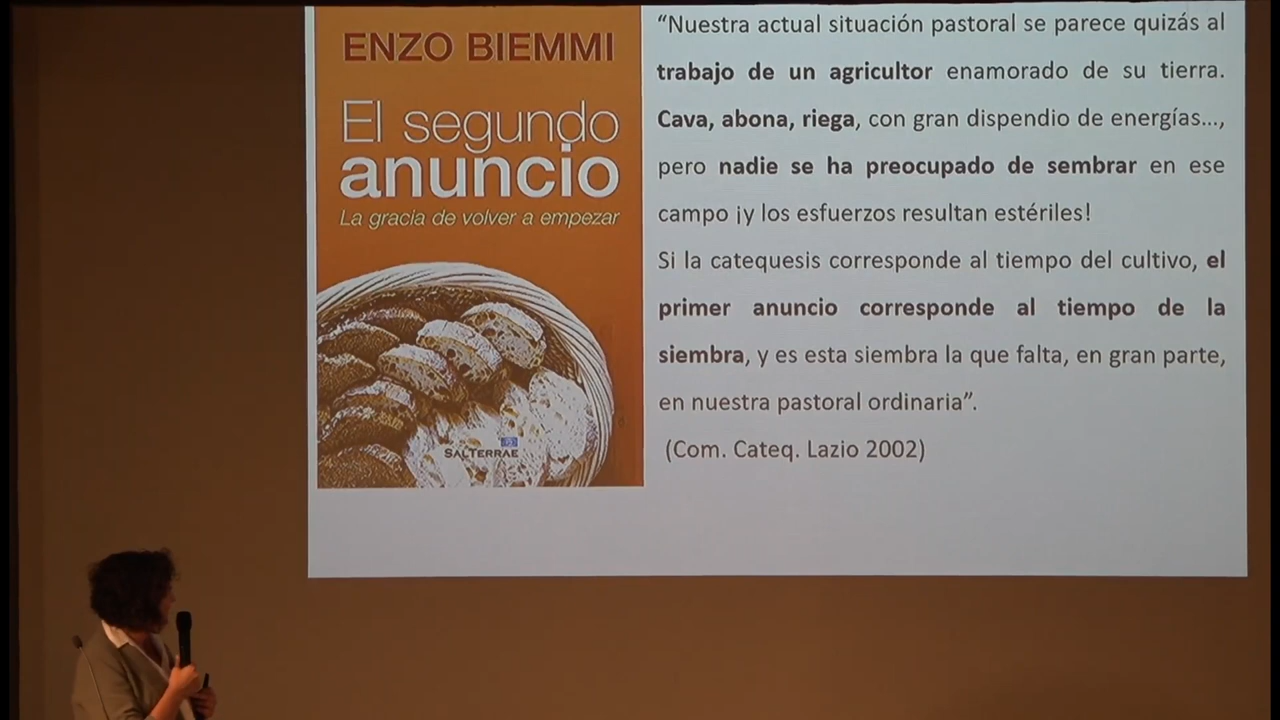 ENZO BIEMMI
El segundo
anuncio
La gracia de volver a empezar
SALTERRAE
“Nuestra actual situación pastoral se parece quizás al
trabajo de un agricultor enamorado de su tierra.
Cava, abona, riega, con gran dispendio de energías...,
pero nadie se ha preocupado de sembrar en ese
campo ¡y los esfuerzos resultan estériles!
Si la catequesis corresponde al tiempo del cultivo, el
primer anuncio corresponde al tiempo de la
siembra, y es esta siembra la que falta, en gran parte,
en nuestra pastoral ordinaria”.
(Com. Cateq. Lazio 2002)